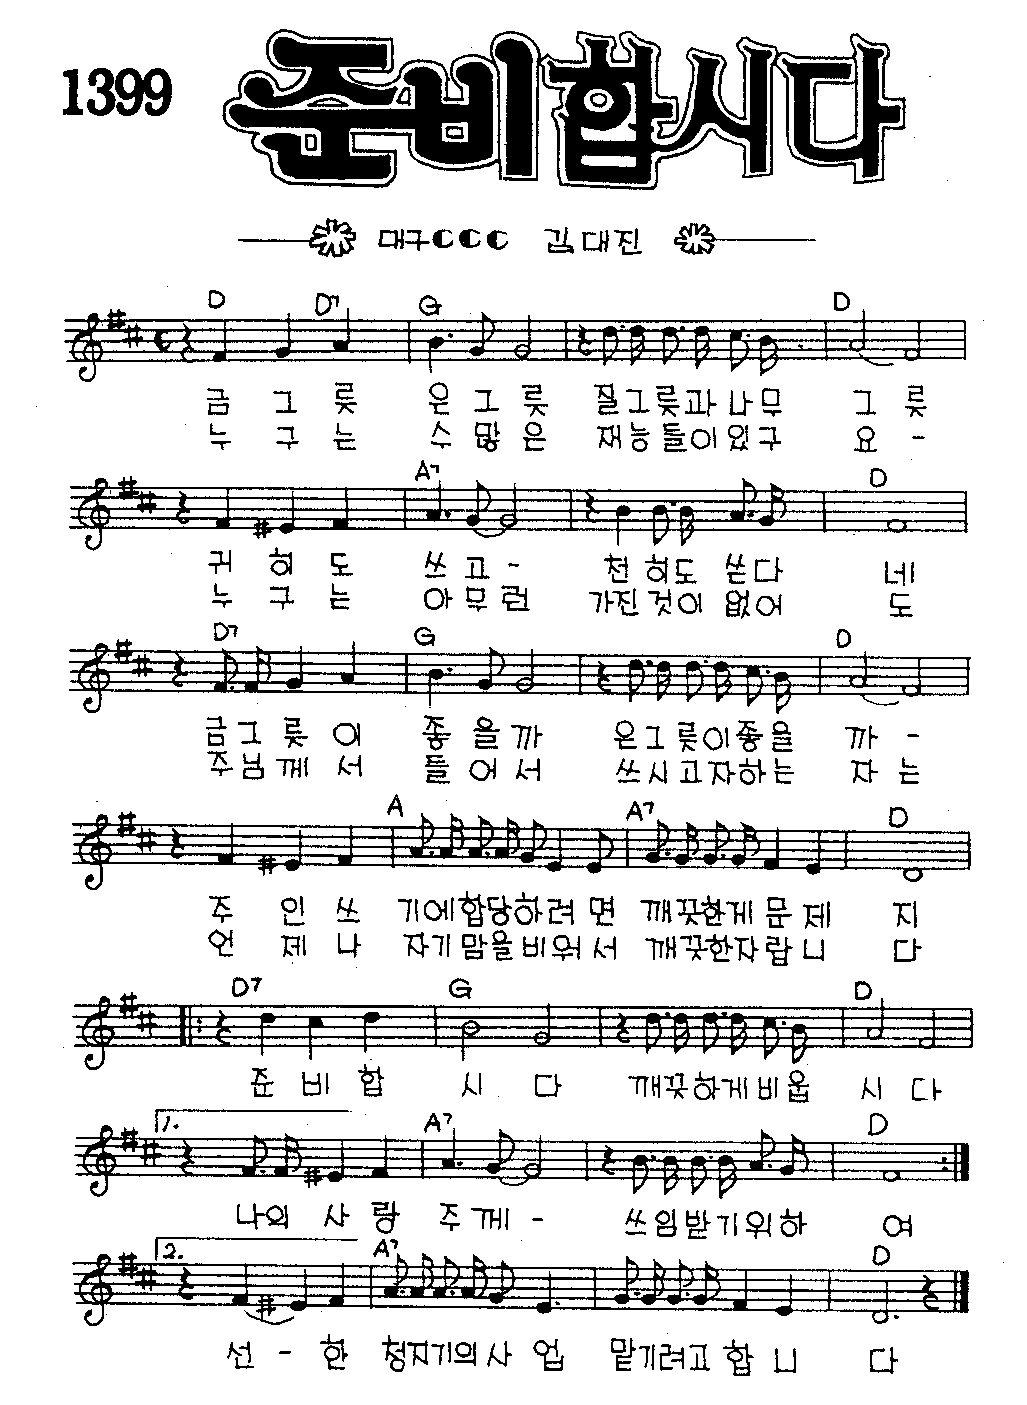 1399 준비합시다
대구CCC 김대진
D D7 G D
금 그 릇 은 그 릇 질그릇과나무 그 릇
누 구 는 수 많 은 재능들이있구 요 -
A7 D
귀 히 도 쓰 고 - 천 히도 쓴다 네
누 구 는 아 무 런 가진것이 없어 도
D7 G D
금그 릇 이 좋 을 까 은그릇이좋을 까 -
주님 께 서 들 어 서 쓰시고자하는 자 는
A A7 D
주 인 쓰 기에합당하려 면 깨끗한게 문 제 지
언 제 나 자기맘을비워 서 깨끗한자랍 니 다
D7 G D
준 비 합 시 다 깨끗하게비웁 시 다
1. A7 D
나의 사 랑 주 께 - 쓰임받기위하 여
2. A7 D
선 - 한 청지기의사 업 맡기려고 합 니 다